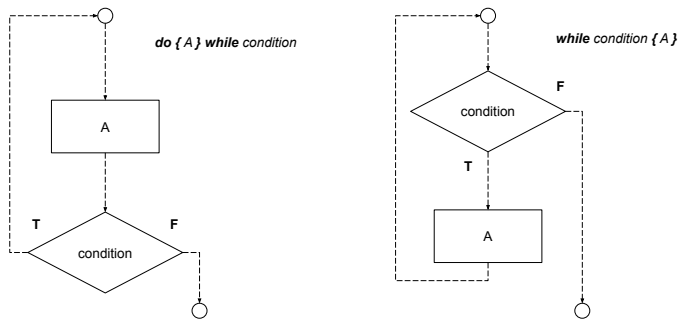 do { A } while condition
A
T
F
condition
while condition { A }
F
condition
T
A